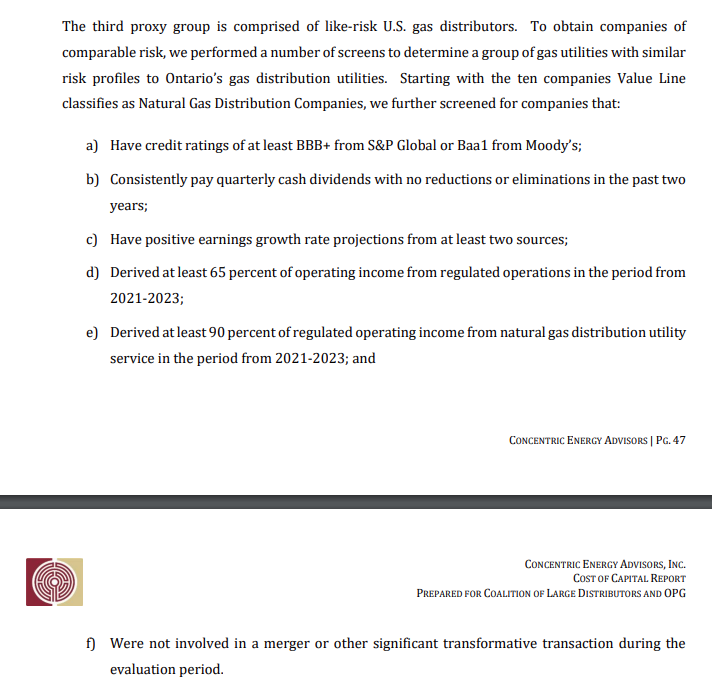 The third proxy group is comprised of like-risk U.S. gas distributors. To obtain companies of
comparable risk, we performed a number of screens to determine a group of gas utilities with similar
risk profiles to Ontario’s gas distribution utilities. Starting with the ten companies Value Line
classifies as Natural Gas Distribution Companies, we further screened for companies that:
a) Have credit ratings of at least BBB+ from S&P Global or Baa1 from Moody’s;
b) Consistently pay quarterly cash dividends with no reductions or eliminations in the past two
years;
c) Have positive earnings growth rate projections from at least two sources;
d) Derived at least 65 percent of operating income from regulated operations in the period from
2021-2023;
e) Derived at least 90 percent of regulated operating income from natural gas distribution utility
service in the period from 2021-2023; and
CONCENTRIC ENERGY ADVISORS | PG. 47
CONCENTRIC ENERGY ADVISORS, INC.
COST OF CAPITAL REPORT
PREPARED FOR COALITION OF LARGE DISTRIBUTORS AND OPG
f) Were not involved in a merger or other significant transformative transaction during the
evaluation period.